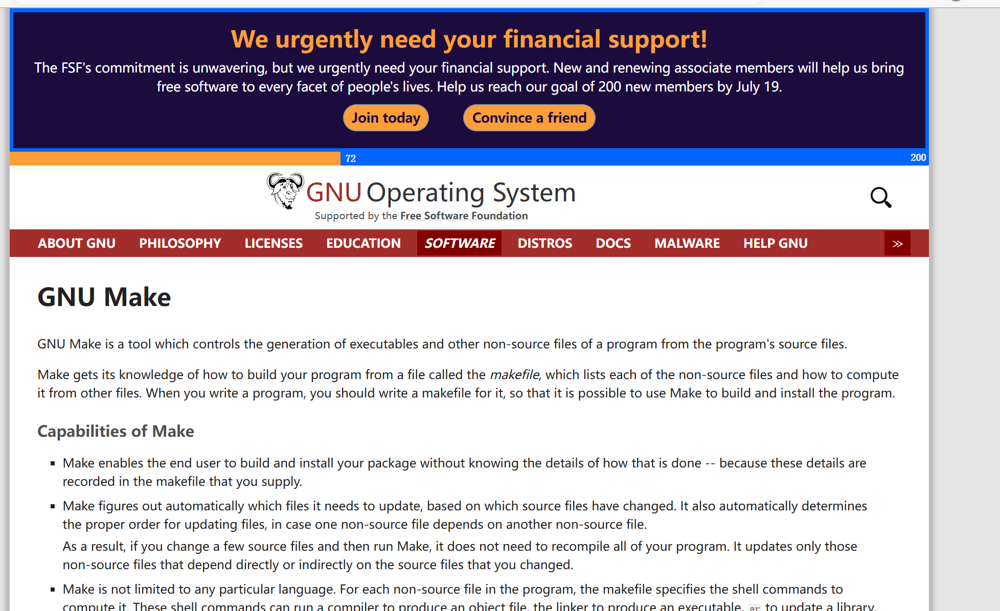 We urgently need your financial support!
The FSF's commitment is unwavering, but we urgently need your financial support. New and renewing associate members will help us bring
free software to every facet of people's lives. Help us reach our goal of 200 new members by July 19.
Join today
Convince a friend
72
200
GNU Operating System
Supported by the Free Software Foundation
ABOUT GNU PHILOSOPHY LICENSES EDUCATION SOFTWARE DISTROS DOCS MALWARE HELP GNU ≫
GNU Make
GNU Make is a tool which controls the generation of executables and other non-source files of a program from the program's source files.
Make gets its knowledge of how to build your program from a file called the makefile, which lists each of the non-source files and how to compute
it from other files. When you write a program, you should write a makefile for it, so that it is possible to use Make to build and install the program.
Capabilities of Make
▪ Make enables the end user to build and install your package without knowing the details of how that is done -- because these details are
recorded in the makefile that you supply.
▪ Make figures out automatically which files it needs to update, based on which source files have changed. It also automatically determines
the proper order for updating files, in case one non-source file depends on another non-source file.
As a result, if you change a few source files and then run Make, it does not need to recompile all of your program. It updates only those
non-source files that depend directly or indirectly on the source files that you changed.
▪ Make is not limited to any particular language. For each non-source file in the program, the makefile specifies the shell commands to
compute it. These shell commands can run a compiler to produce an object file, the linker to produce an executable, ar to update a library,